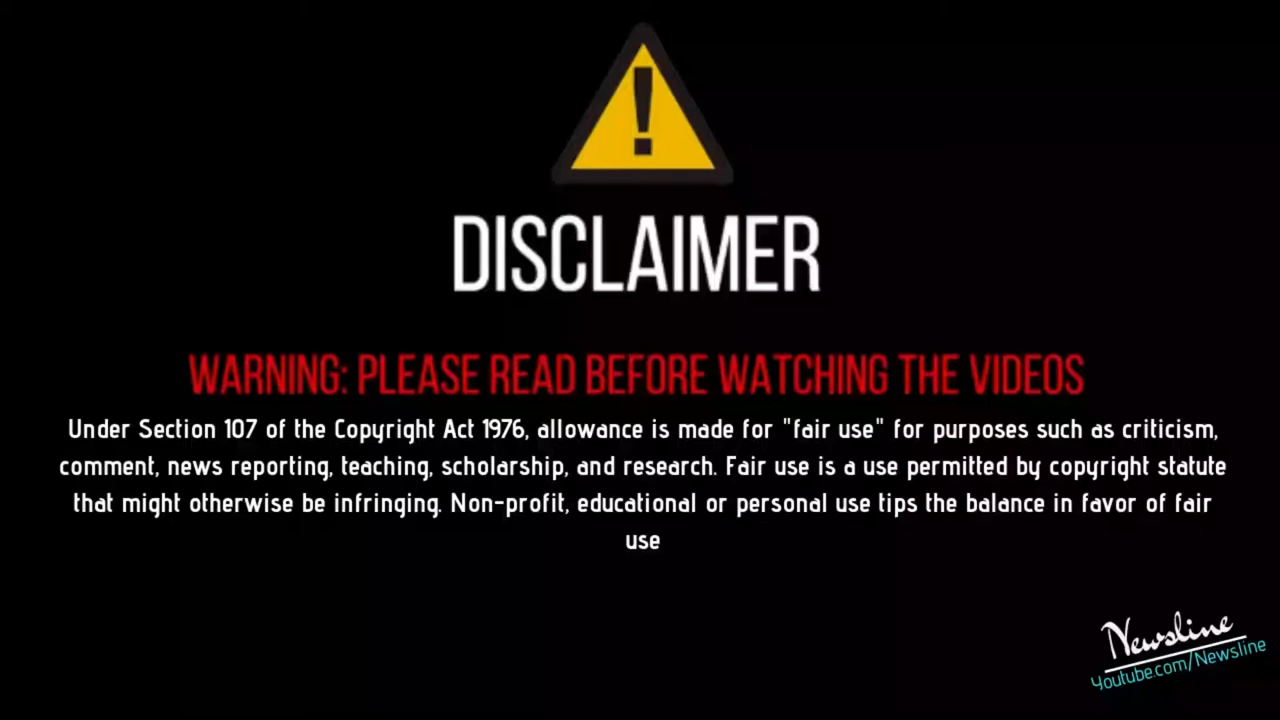 DISCLAIMER
WARNING: PLEASE READ BEFORE WATCHING THE VIDEOS
Under Section 107 of the Copyright Act 1976, allowance is made for "fair use" for purposes such as criticism,
comment, news reporting, teaching, scholarship, and research. Fair use is a use permitted by copyright statute
that might otherwise be infringing. Non-profit, educational or personal use tips the balance in favor of fair
use
Newsline
Youtube.com/Newsline